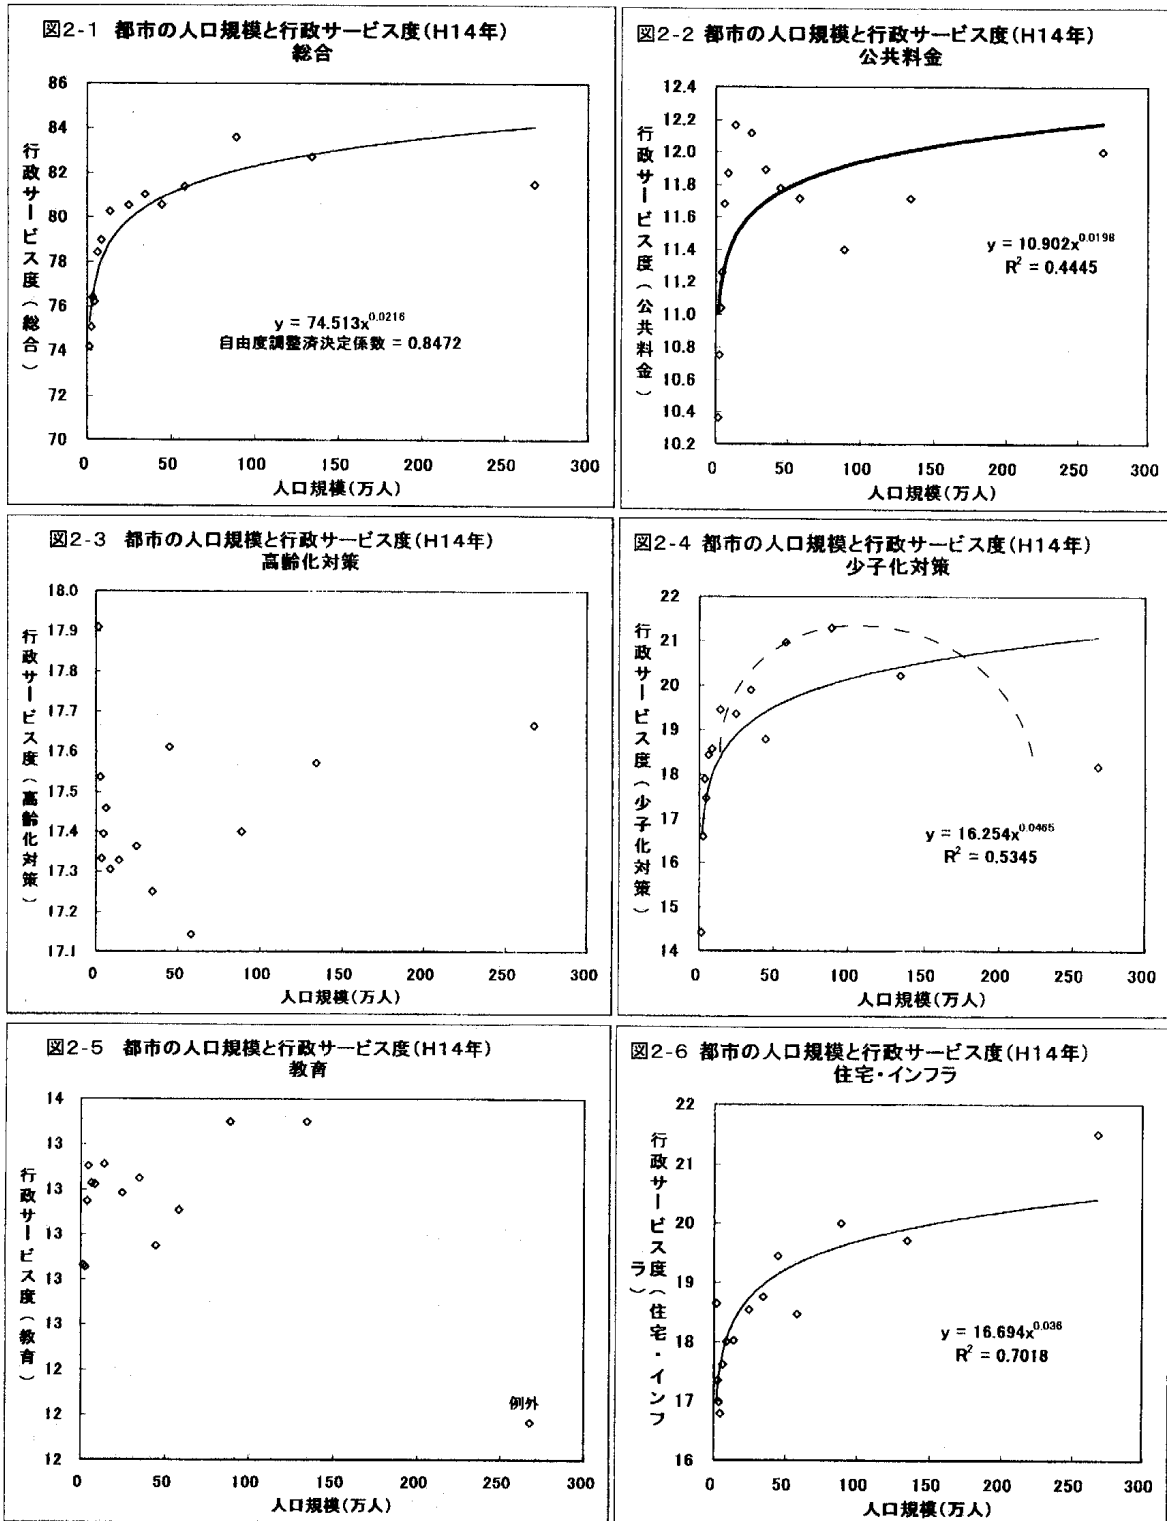 図2-1 都市の人口規模と行政サービス度(H14年)
総合
行政サービス度(総合)
86
84
82
80
78
76
74
72
70
y = 74.513x^0.0216
自由度調整済決定係数 = 0.8472
0 50 100 150 200 250 300
人口規模(万人)
図2-2 都市の人口規模と行政サービス度(H14年)
公共料金
行政サービス度(公共料金)
12.4
12.2
12.0
11.8
11.6
11.4
11.2
11.0
10.8
10.6
10.4
10.2
y = 10.902x^0.0198
R² = 0.4445
0 50 100 150 200 250 300
人口規模(万人)
図2-3 都市の人口規模と行政サービス度(H14年)
高齢化対策
行政サービス度(高齢化対策)
18.0
17.9
17.8
17.7
17.6
17.5
17.4
17.3
17.2
17.1
0 50 100 150 200 250 300
人口規模(万人)
図2-4 都市の人口規模と行政サービス度(H14年)
少子化対策
行政サービス度(少子化対策)
22
21
20
19
18
17
16
15
14
y = 16.254x^0.0465
R² = 0.5345
0 50 100 150 200 250 300
人口規模(万人)
図2-5 都市の人口規模と行政サービス度(H14年)
教育
行政サービス度(教育)
14
13
13
13
13
13
12
12
12
例外
0 50 100 150 200 250 300
人口規模(万人)
図2-6 都市の人口規模と行政サービス度(H14年)
住宅・インフラ
行政サービス度(住宅・インフ
ラ)
22
21
20
19
18
17
16
y = 16.694x^0.036
R² = 0.7018
0 50 100 150 200 250 300
人口規模(万人)